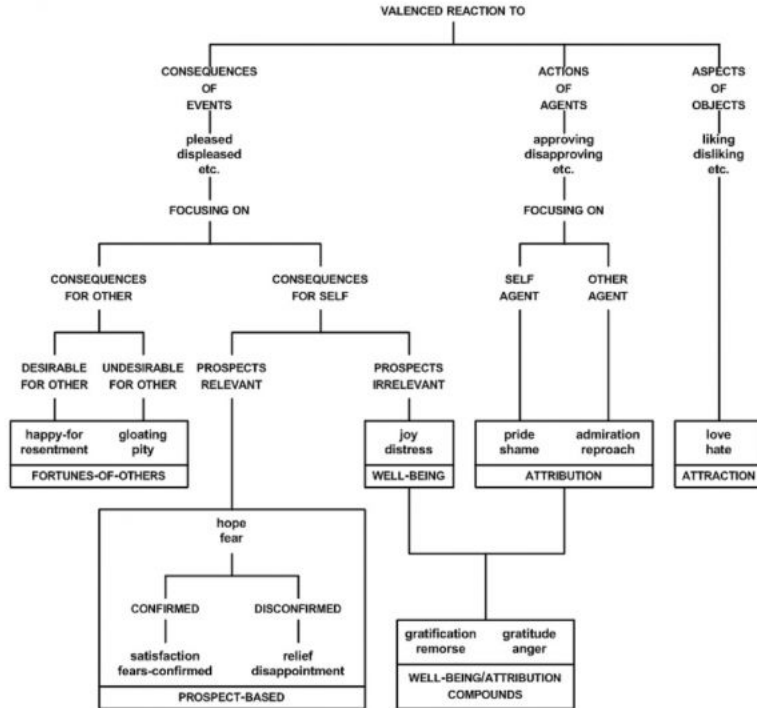 VALENCED REACTION TO
CONSEQUENCES
OF
EVENTS
pleased
displeased
etc.
FOCUSING ON
ACTIONS
OF
AGENTS
approving
disapproving
etc.
FOCUSING ON
ASPECTS
OF
OBJECTS
liking
disliking
etc.
CONSEQUENCES
FOR OTHER
CONSEQUENCES
FOR SELF
SELF
AGENT
OTHER
AGENT
DESIRABLE
FOR OTHER
UNDESIRABLE
FOR OTHER
PROSPECTS
RELEVANT
PROSPECTS
IRRELEVANT
happy-for
resentment
gloating
pity
FORTUNES-OF-OTHERS
joy
distress
WELL-BEING
pride
shame
admiration
reproach
ATTRIBUTION
love
hate
ATTRACTION
hope
fear
CONFIRMED
DISCONFIRMED
satisfaction
fears-confirmed
relief
disappointment
PROSPECT-BASED
gratification
remorse
gratitude
anger
WELL-BEING/ATTRIBUTION
COMPOUNDS